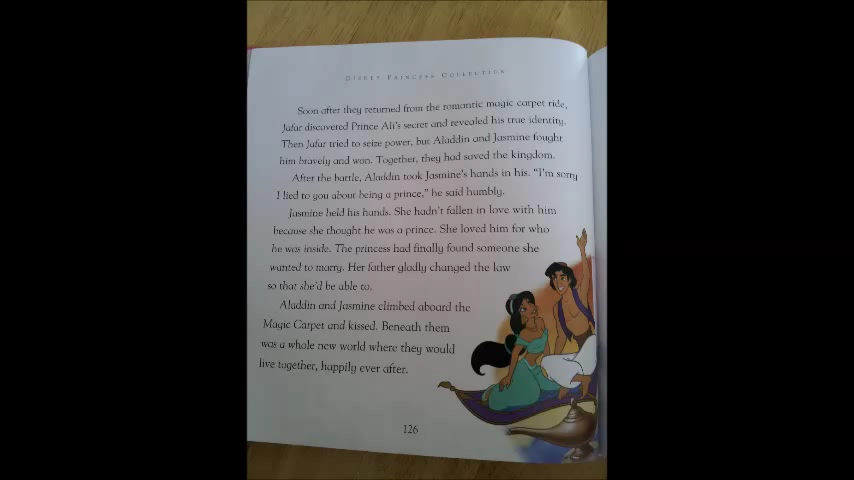 DISNEY PRINCESS COLLECTION
Soon after they returned from the romantic magic carpet ride,
Jafar discovered Prince Ali's secret and revealed his true identity.
Then Jafar tried to seize power, but Aladdin and Jasmine fought
him bravely and won. Together, they had saved the kingdom.
After the battle, Aladdin took Jasmine's hands in his. "I'm sorry
I lied to you about being a prince," he said humbly.
Jasmine held his hands. She hadn't fallen in love with him
because she thought he was a prince. She loved him for who
he was inside. The princess had finally found someone she
wanted to marry. Her father gladly changed the law
so that she'd be able to.
Aladdin and Jasmine climbed aboard the
Magic Carpet and kissed. Beneath them
was a whole new world where they would
live together, happily ever after.
126